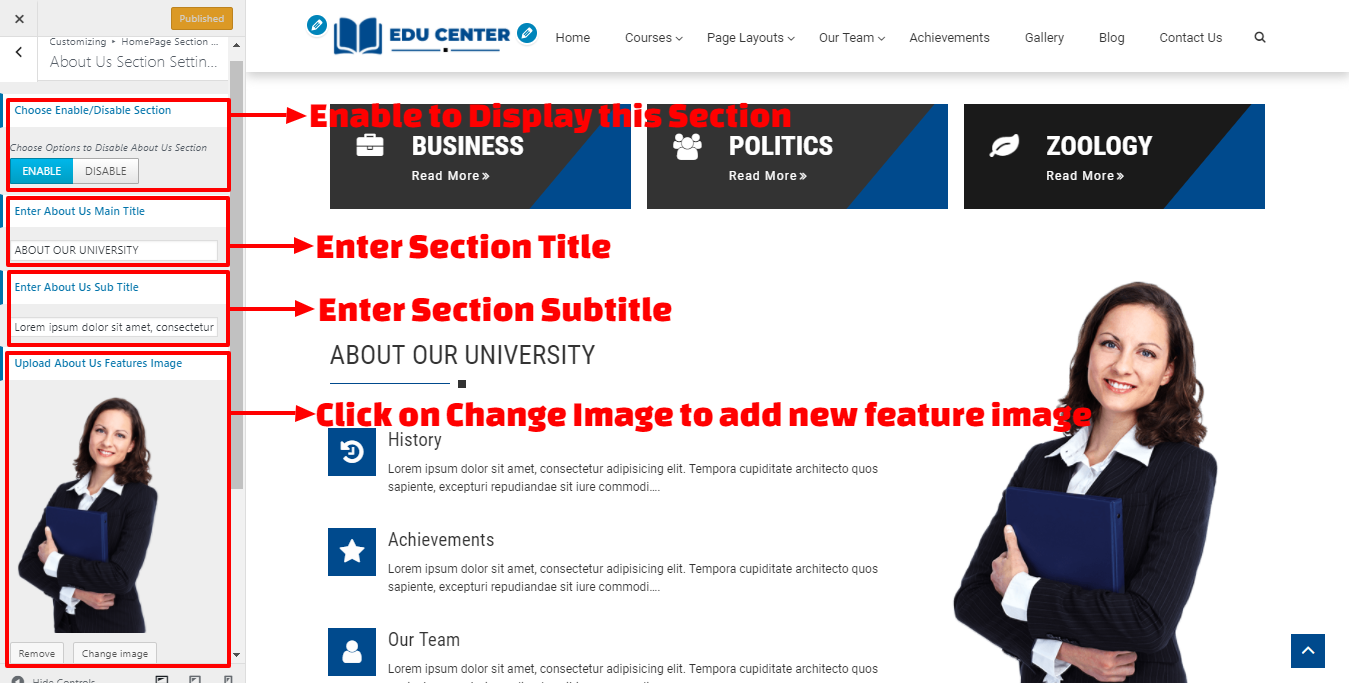 Published
Customizing ▸ HomePage Section ...
About Us Section Settin...
Choose Enable/Disable Section
Choose Options to Disable About Us Section
ENABLE DISABLE
Enter About Us Main Title
ABOUT OUR UNIVERSITY
Enter About Us Sub Title
Lorem ipsum dolor sit amet, consectetur
Upload About Us Features Image
Remove Change image
Hide Controls
EDU CENTER
Home Courses Page Layouts Our Team Achievements Gallery Blog Contact Us
Enable to Display this Section
BUSINESS
Read More »
POLITICS
Read More »
ZOOLOGY
Read More »
Enter Section Title
Enter Section Subtitle
ABOUT OUR UNIVERSITY
Click on Change Image to add new feature image
History
Lorem ipsum dolor sit amet, consectetur adipisicing elit. Tempora cupiditate architecto quos
sapiente, excepturi repudiandae sit iure commodi....
Achievements
Lorem ipsum dolor sit amet, consectetur adipisicing elit. Tempora cupiditate architecto quos
sapiente, excepturi repudiandae sit iure commodi....
Our Team
Lorem ipsum dolor sit amet, consectetur adipisicing elit. Tempora cupiditate architecto quos